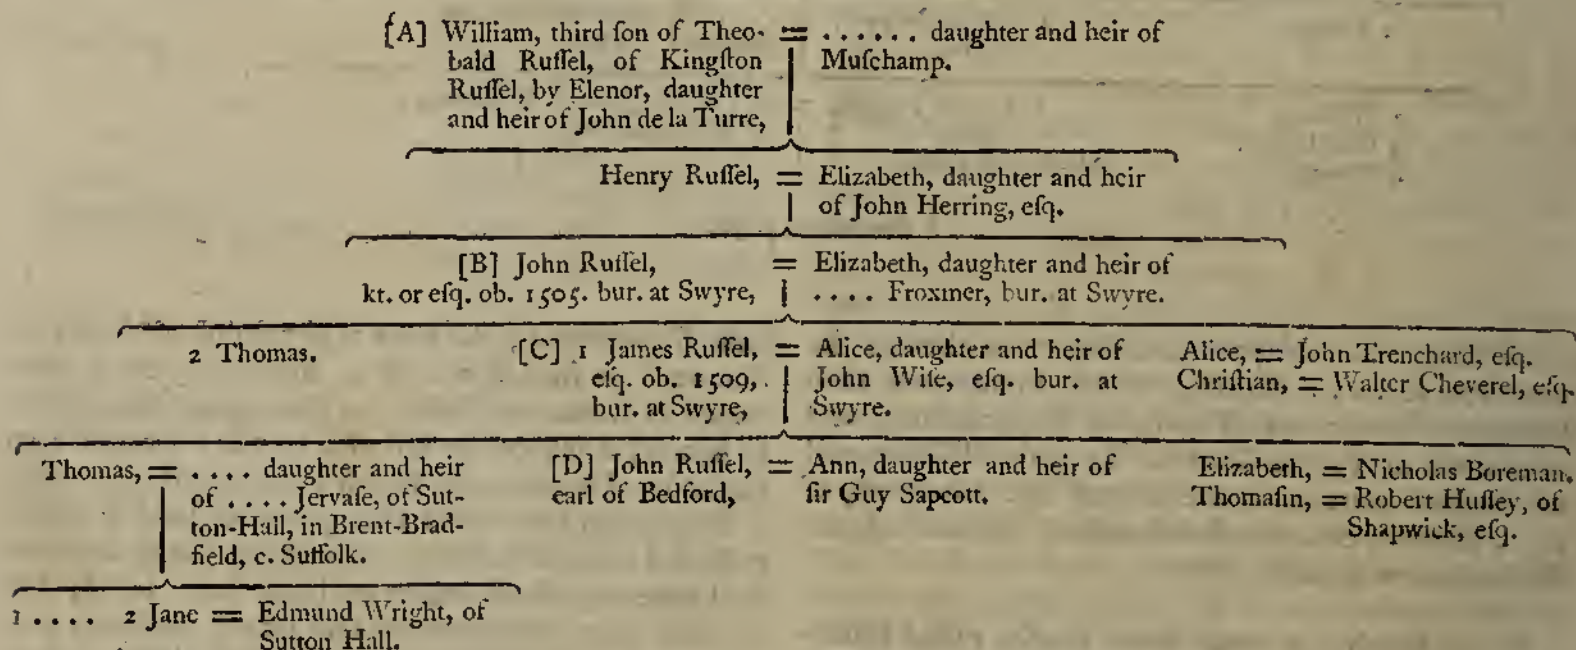 [A] William, third ſon of Theo- = . . . . . . daughter and heir of
bald Ruſſel, of Kingſton Muſchamp.
Ruſſel, by Elenor, daughter
and heir of John de la Turre,
Henry Ruſſel, = Elizabeth, daughter and heir
of John Herring, eſq.
[B] John Ruſſel, = Elizabeth, daughter and heir of
kt. or eſq. ob. 1505. bur. at Swyre, . . . . Froxmer, bur. at Swyre.
2 Thomas. [C] 1 James Ruſſel, = Alice, daughter and heir of Alice, = John Trenchard, eſq.
eſq. ob. 1509, John Wiſe, eſq. bur. at Chriſtian, = Walter Cheverel, eſq.
bur. at Swyre, Swyre.
Thomas, = . . . . daughter and heir [D] John Ruſſel, = Ann, daughter and heir of Elizabeth, = Nicholas Boreman.
of . . . . Jervaſe, of Sut- earl of Bedford, ſir Guy Sapcott. Thomaſin, = Robert Huſſey, of
ton-Hall, in Brent-Brad- Shapwick, eſq.
field, c. Suffolk.
1 . . . . 2 Jane = Edmund Wright, of
Sutton Hall.